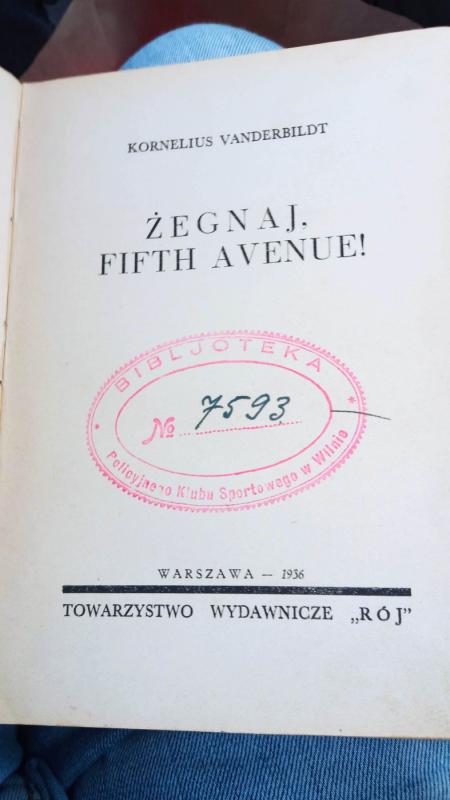 KORNELIUS VANDERBILDT
ŻEGNAJ,
FIFTH AVENUE!
BIBLJOTEKA
№ 7593
Policyjnego Klubu Sportowego w Wilnie
WARSZAWA — 1936
TOWARZYSTWO WYDAWNICZE „RÓJ”